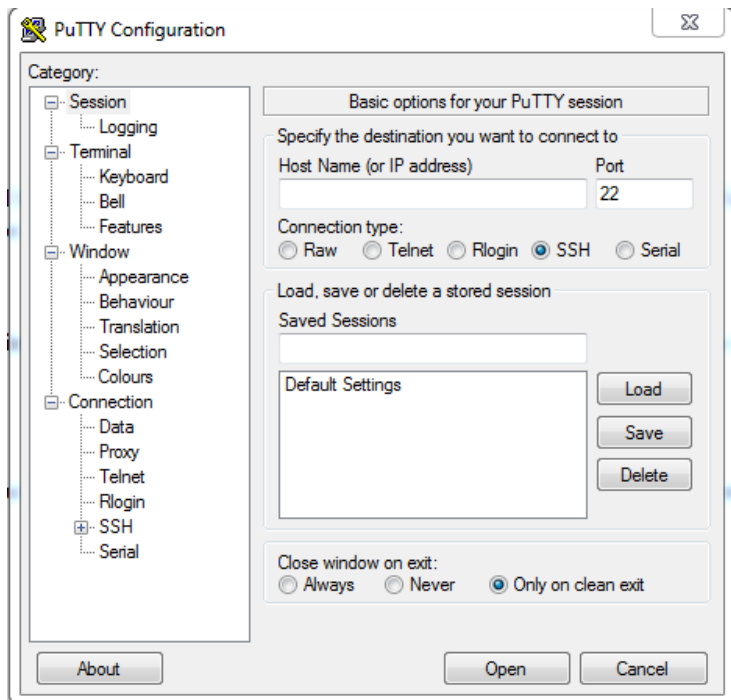 PuTTY Configuration
Category:
Session
Logging
Terminal
Keyboard
Bell
Features
Window
Appearance
Behaviour
Translation
Selection
Colours
Connection
Data
Proxy
Telnet
Rlogin
SSH
Serial
Basic options for your PuTTY session
Specify the destination you want to connect to
Host Name (or IP address) Port
22
Connection type:
Raw Telnet Rlogin SSH Serial
Load, save or delete a stored session
Saved Sessions
Default Settings
Load
Save
Delete
Close window on exit:
Always Never Only on clean exit
About Open Cancel